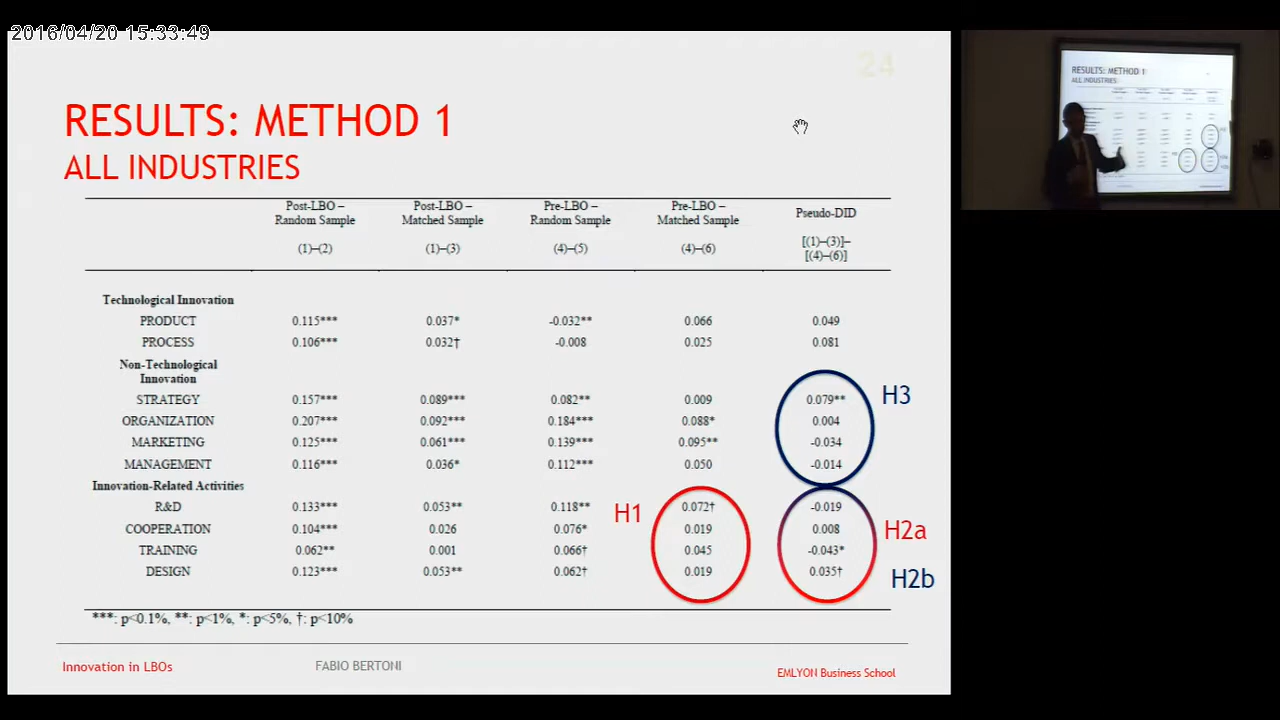 2016/04/20 15:33:49
24
RESULTS: METHOD 1
ALL INDUSTRIES
Post-LBO – Post-LBO – Pre-LBO – Pre-LBO – Pseudo-DID
Random Sample Matched Sample Random Sample Matched Sample
(1)–(2) (1)–(3) (4)–(5) (4)–(6) [(1)–(3)]–
[(4)–(6)]
Technological Innovation
PRODUCT 0.115*** 0.037* -0.032** 0.066 0.049
PROCESS 0.106*** 0.032† -0.008 0.025 0.081
Non-Technological
Innovation
STRATEGY 0.157*** 0.089*** 0.082** 0.009 0.079** H3
ORGANIZATION 0.207*** 0.092*** 0.184*** 0.088* 0.004
MARKETING 0.125*** 0.061*** 0.139*** 0.095** -0.034
MANAGEMENT 0.116*** 0.036* 0.112*** 0.050 -0.014
Innovation-Related Activities
R&D 0.133*** 0.053** 0.118** H1 0.072† -0.019
COOPERATION 0.104*** 0.026 0.076* 0.019 0.008 H2a
TRAINING 0.062** 0.001 0.066† 0.045 -0.043*
DESIGN 0.123*** 0.053** 0.062† 0.019 0.035† H2b
***: p<0.1%, **: p<1%, *: p<5%, †: p<10%
Innovation in LBOs FABIO BERTONI EMLYON Business School
RESULTS: METHOD 1
ALL INDUSTRIES